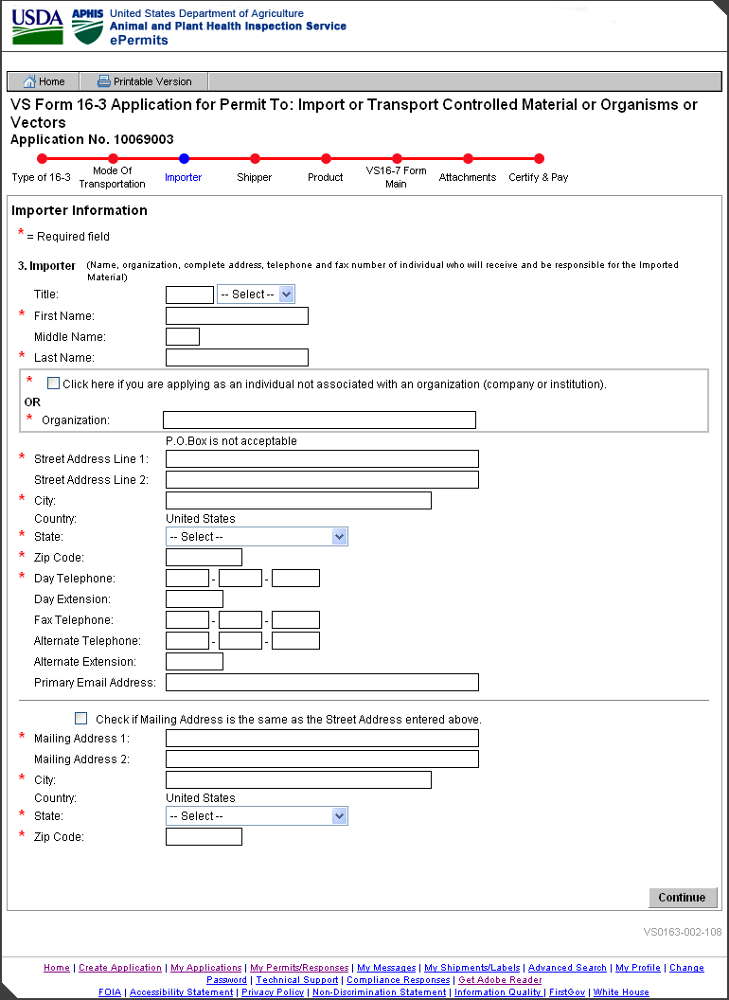 USDA APHIS United States Department of Agriculture
Animal and Plant Health Inspection Service
ePermits
Home Printable Version
VS Form 16-3 Application for Permit To: Import or Transport Controlled Material or Organisms or
Vectors
Application No. 10069003
Type of 16-3 Mode Of Transportation Importer Shipper Product VS16-7 Form Main Attachments Certify & Pay
Importer Information
* = Required field
3. Importer (Name, organization, complete address, telephone and fax number of individual who will receive and be responsible for the Imported
Material)
Title: -- Select --
* First Name:
Middle Name:
* Last Name:
* Click here if you are applying as an individual not associated with an organization (company or institution).
OR
* Organization:
P.O.Box is not acceptable
* Street Address Line 1:
Street Address Line 2:
* City:
Country: United States
* State: -- Select --
* Zip Code:
* Day Telephone: - -
Day Extension:
Fax Telephone: - -
Alternate Telephone: - -
Alternate Extension:
Primary Email Address:
Check if Mailing Address is the same as the Street Address entered above.
* Mailing Address 1:
Mailing Address 2:
* City:
Country: United States
* State: -- Select --
* Zip Code:
Continue
VS0163-002-108
Home | Create Application | My Applications | My Permits/Responses | My Messages | My Shipments/Labels | Advanced Search | My Profile | Change
Password | Technical Support | Compliance Responses | Get Adobe Reader
FOIA | Accessibility Statement | Privacy Policy | Non-Discrimination Statement | Information Quality | FirstGov | White House